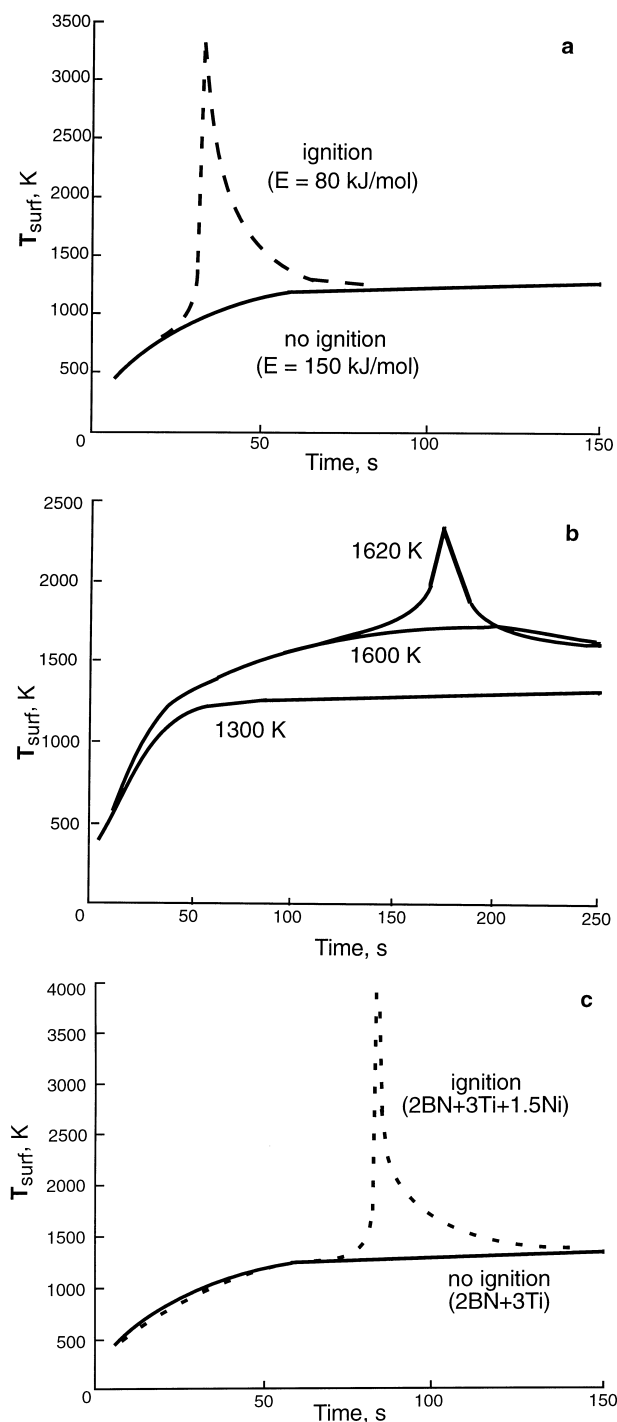 3500
a
3000
2500
ignition
(E = 80 kJ/mol)
2000
T surf, K
1500
1000
no ignition
(E = 150 kJ/mol)
500
0
50
100
150
Time, s
2500
b
1620 K
2000
1600 K
1500
T surf, K
1300 K
1000
500
0
50
100
150
200
250
Time, s
4000
c
3500
ignition
(2BN+3Ti+1.5Ni)
3000
2500
T surf, K
2000
1500
no ignition
(2BN+3Ti)
1000
500
0
50
100
150
Time, s